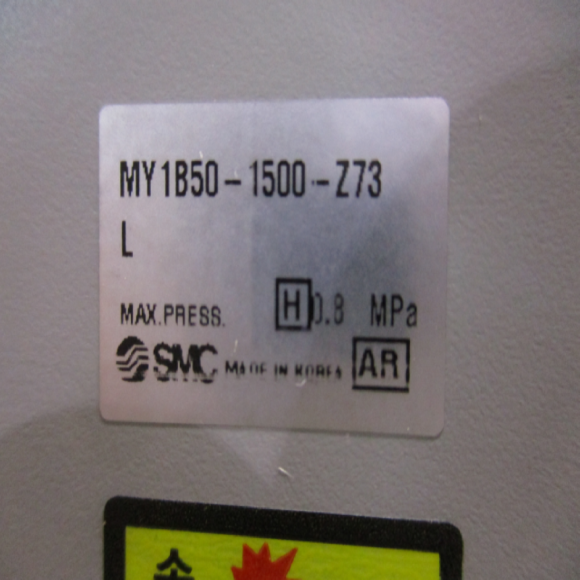 MY1B50-1500-Z73
L
MAX.PRESS. H 0.8 MPa
SMC MADE IN KOREA AR